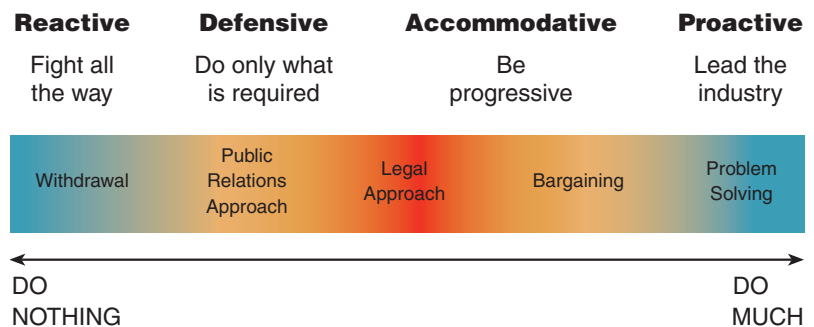 Reactive Defensive Accommodative Proactive
Fight all Do only what Be Lead the
the way is required progressive industry
Withdrawal
Public
Relations
Approach
Legal
Approach
Bargaining
Problem
Solving
DO DO
NOTHING MUCH